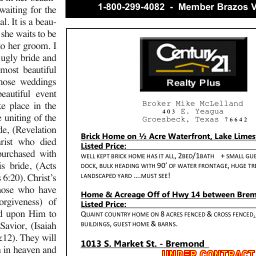 1-800-299-4082 - Member Brazos V
waiting for the
al. It is a beau-
she waits to be
o her groom. I
ugly bride and
most beautiful
hose weddings
beautiful event
ke place in the
e uniting of the
de, (Revelation
rist who died
purchased with
is bride, (Acts
s 6:20). Christ's
hose who have
orgiveness) of
d upon Him to
Savior, (Isaiah
:12). They will
m in heaven and
Century 21
Realty Plus
Broker Mike McLelland
403 E. Yeagua
Groesbeck, Texas 76642
Brick Home on ½ Acre Waterfront, Lake Limes
Listed Price:
well kept brick home has it all, 2bed/1bath + small gue
dock, bulk heading with 90' of water frontage, huge tre
landscaped yard ....must see!
Home & Acreage Off of Hwy 14 between Brem
Listed Price:
Quaint country home on 8 acres fenced & cross fenced,
buildings, guest home & barns.
1013 S. Market St. - Bremond
UNDER CONTRACT